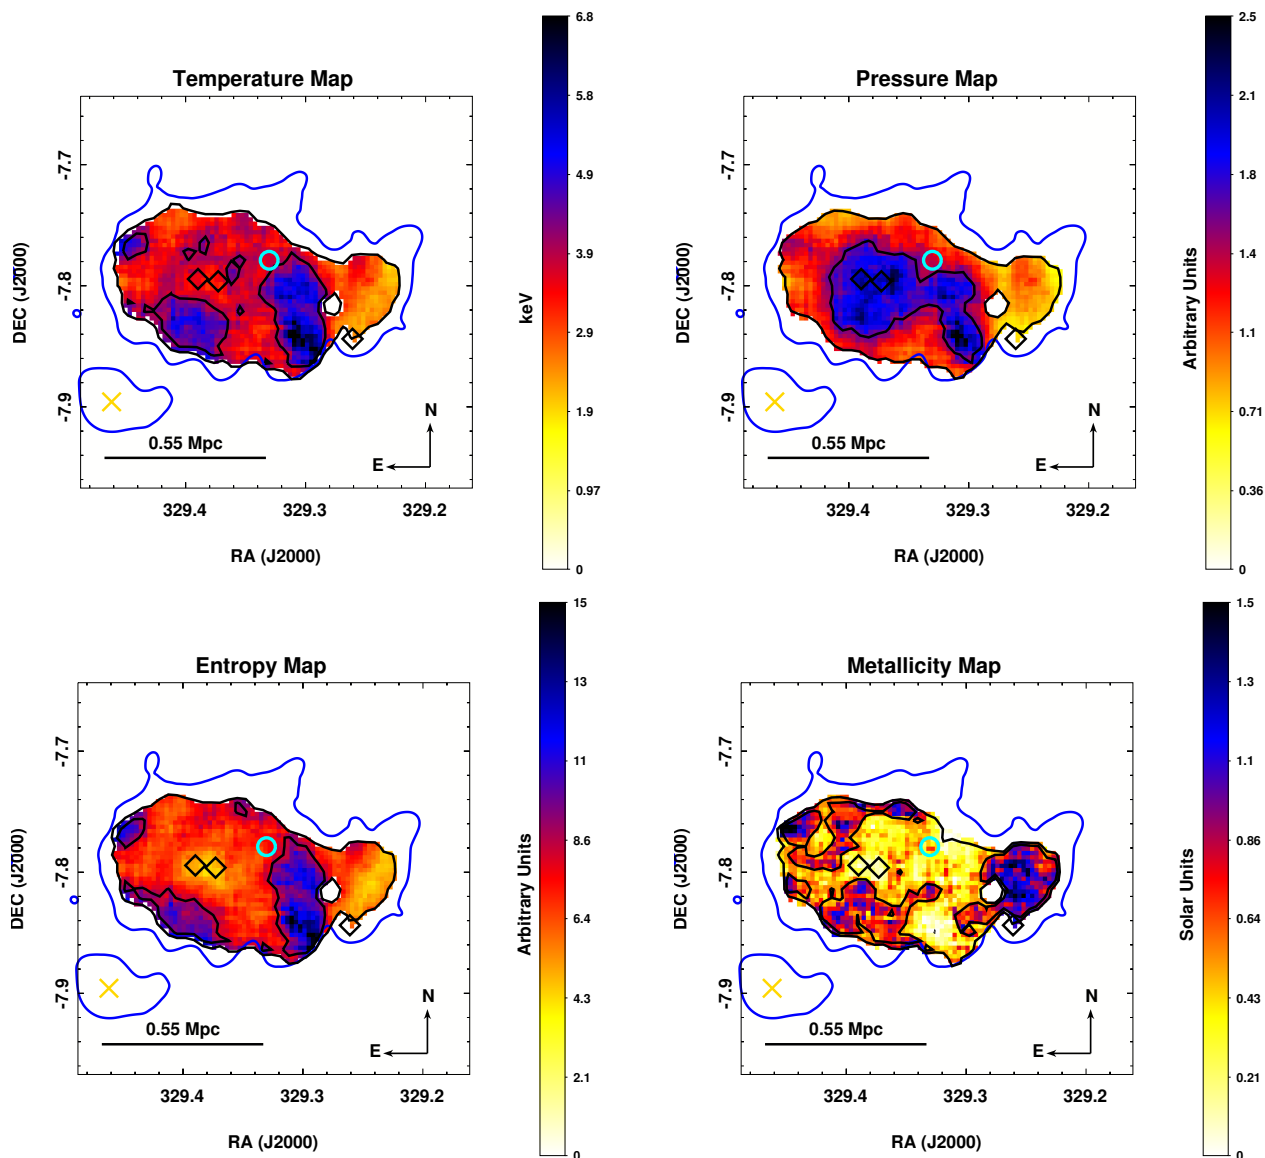 Temperature Map
DEC (J2000)
-7.7
-7.8
-7.9
0.55 Mpc
N
E
329.4
329.3
329.2
RA (J2000)
6.8
5.8
4.9
3.9
2.9
1.9
0.97
0
keV
Pressure Map
DEC (J2000)
-7.7
-7.8
-7.9
0.55 Mpc
N
E
329.4
329.3
329.2
RA (J2000)
2.5
2.1
1.8
1.4
1.1
0.71
0.36
0
Arbitrary Units
Entropy Map
DEC (J2000)
-7.7
-7.8
-7.9
0.55 Mpc
N
E
329.4
329.3
329.2
RA (J2000)
15
13
11
8.6
6.4
4.3
2.1
0
Arbitrary Units
Metallicity Map
DEC (J2000)
-7.7
-7.8
-7.9
0.55 Mpc
N
E
329.4
329.3
329.2
RA (J2000)
1.5
1.3
1.1
0.86
0.64
0.43
0.21
0
Solar Units